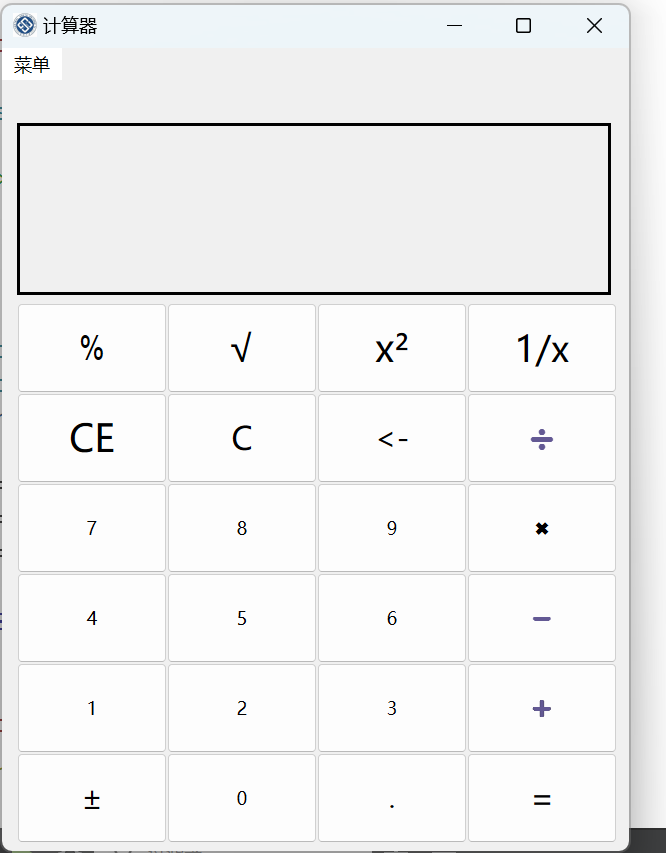 计算器
菜单
% √ x² 1/x
CE C <- ÷
7 8 9 ✖
4 5 6 −
1 2 3 +
± 0 . =